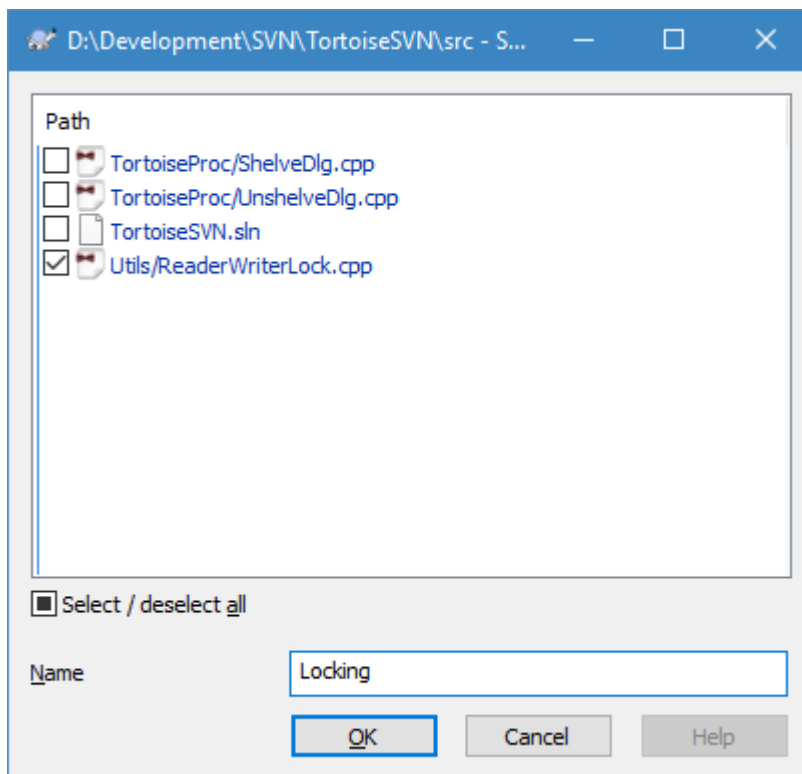 D:\Development\SVN\TortoiseSVN\src - S...
Path
TortoiseProc/ShelveDlg.cpp
TortoiseProc/UnshelveDlg.cpp
TortoiseSVN.sln
Utils/ReaderWriterLock.cpp
Select / deselect all
Name Locking
OK Cancel Help